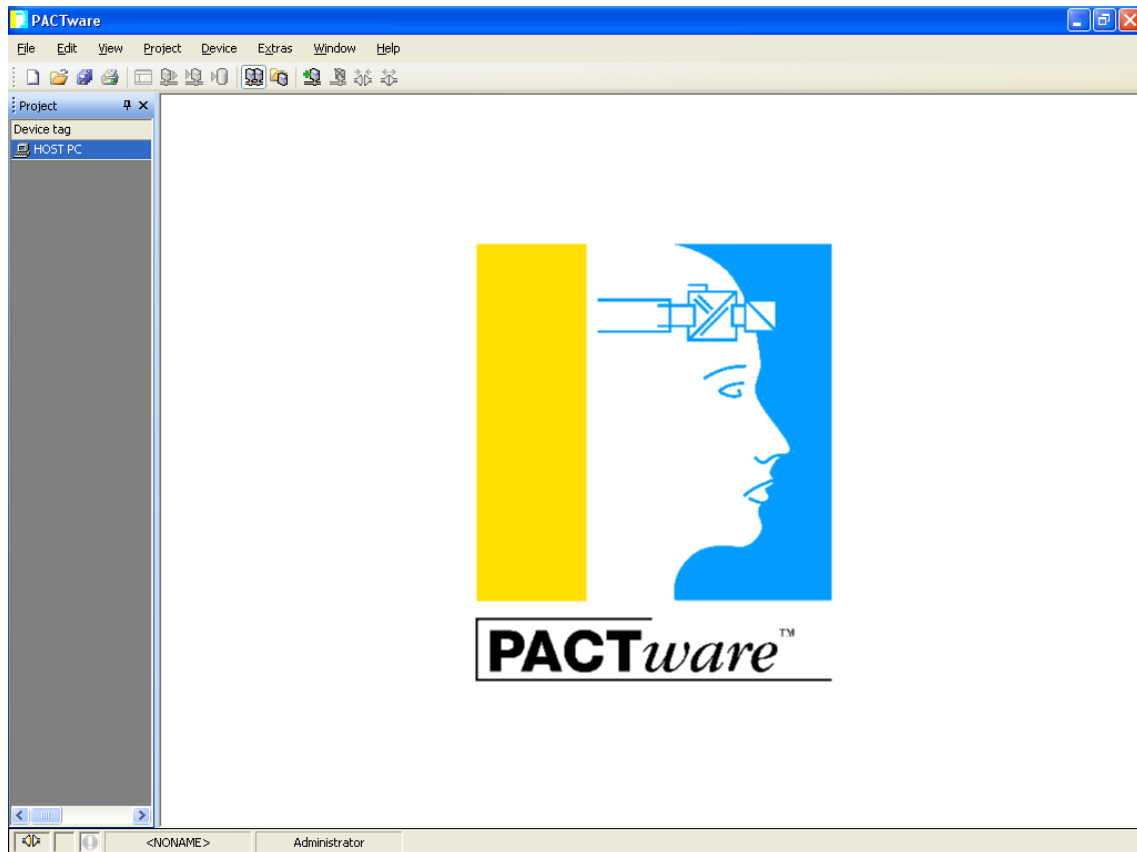 PACTware
File Edit View Project Device Extras Window Help
Project
Device tag
HOST PC
PACTware™
<NONAME> Administrator